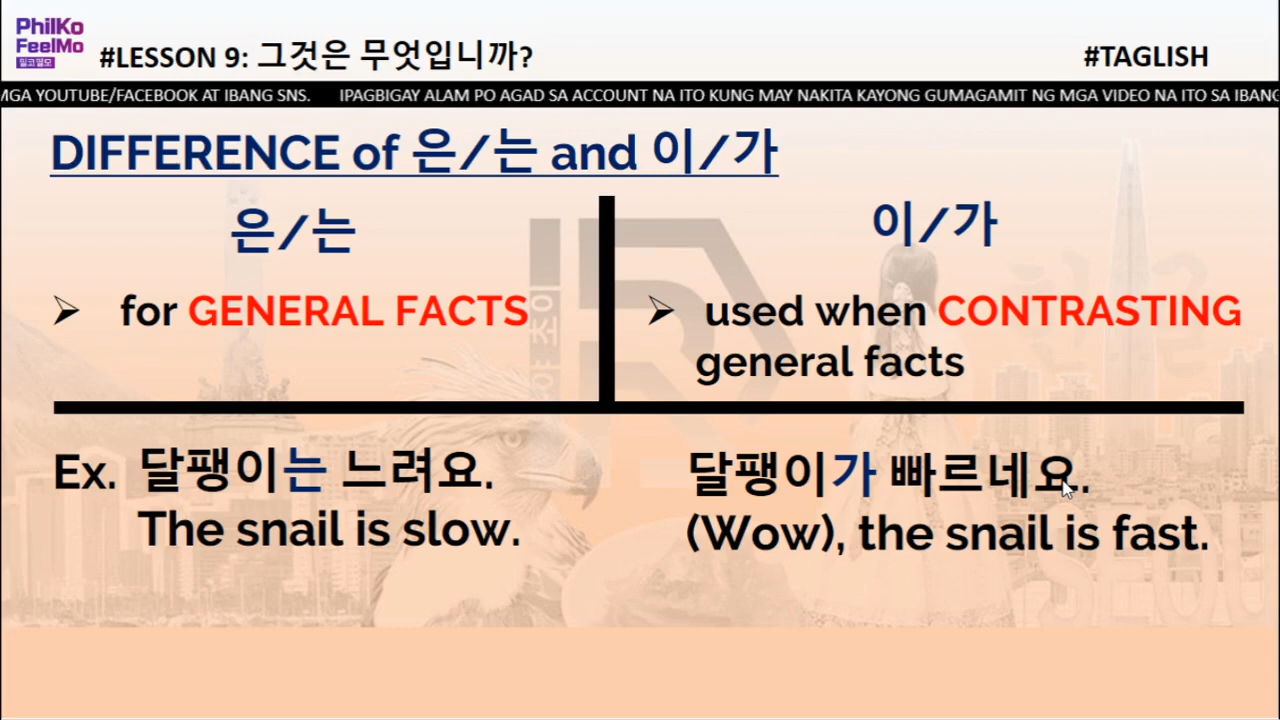 PhilKo
FeelMo
필코필모
#LESSON 9: 그것은 무엇입니까?
#TAGLISH
MGA YOUTUBE/FACEBOOK AT IBANG SNS. IPAGBIGAY ALAM PO AGAD SA ACCOUNT NA ITO KUNG MAY NAKITA KAYONG GUMAGAMIT NG MGA VIDEO NA ITO SA IBANG
DIFFERENCE of 은/는 and 이/가
은/는
이/가
➢ for GENERAL FACTS
➢ used when CONTRASTING
general facts
Ex. 달팽이는 느려요.
The snail is slow.
달팽이가 빠르네요.
(Wow), the snail is fast.
SEOUL